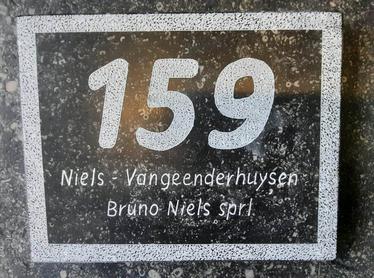 159
Niels - Vangeenderhuysen
Bruno Niels sprl